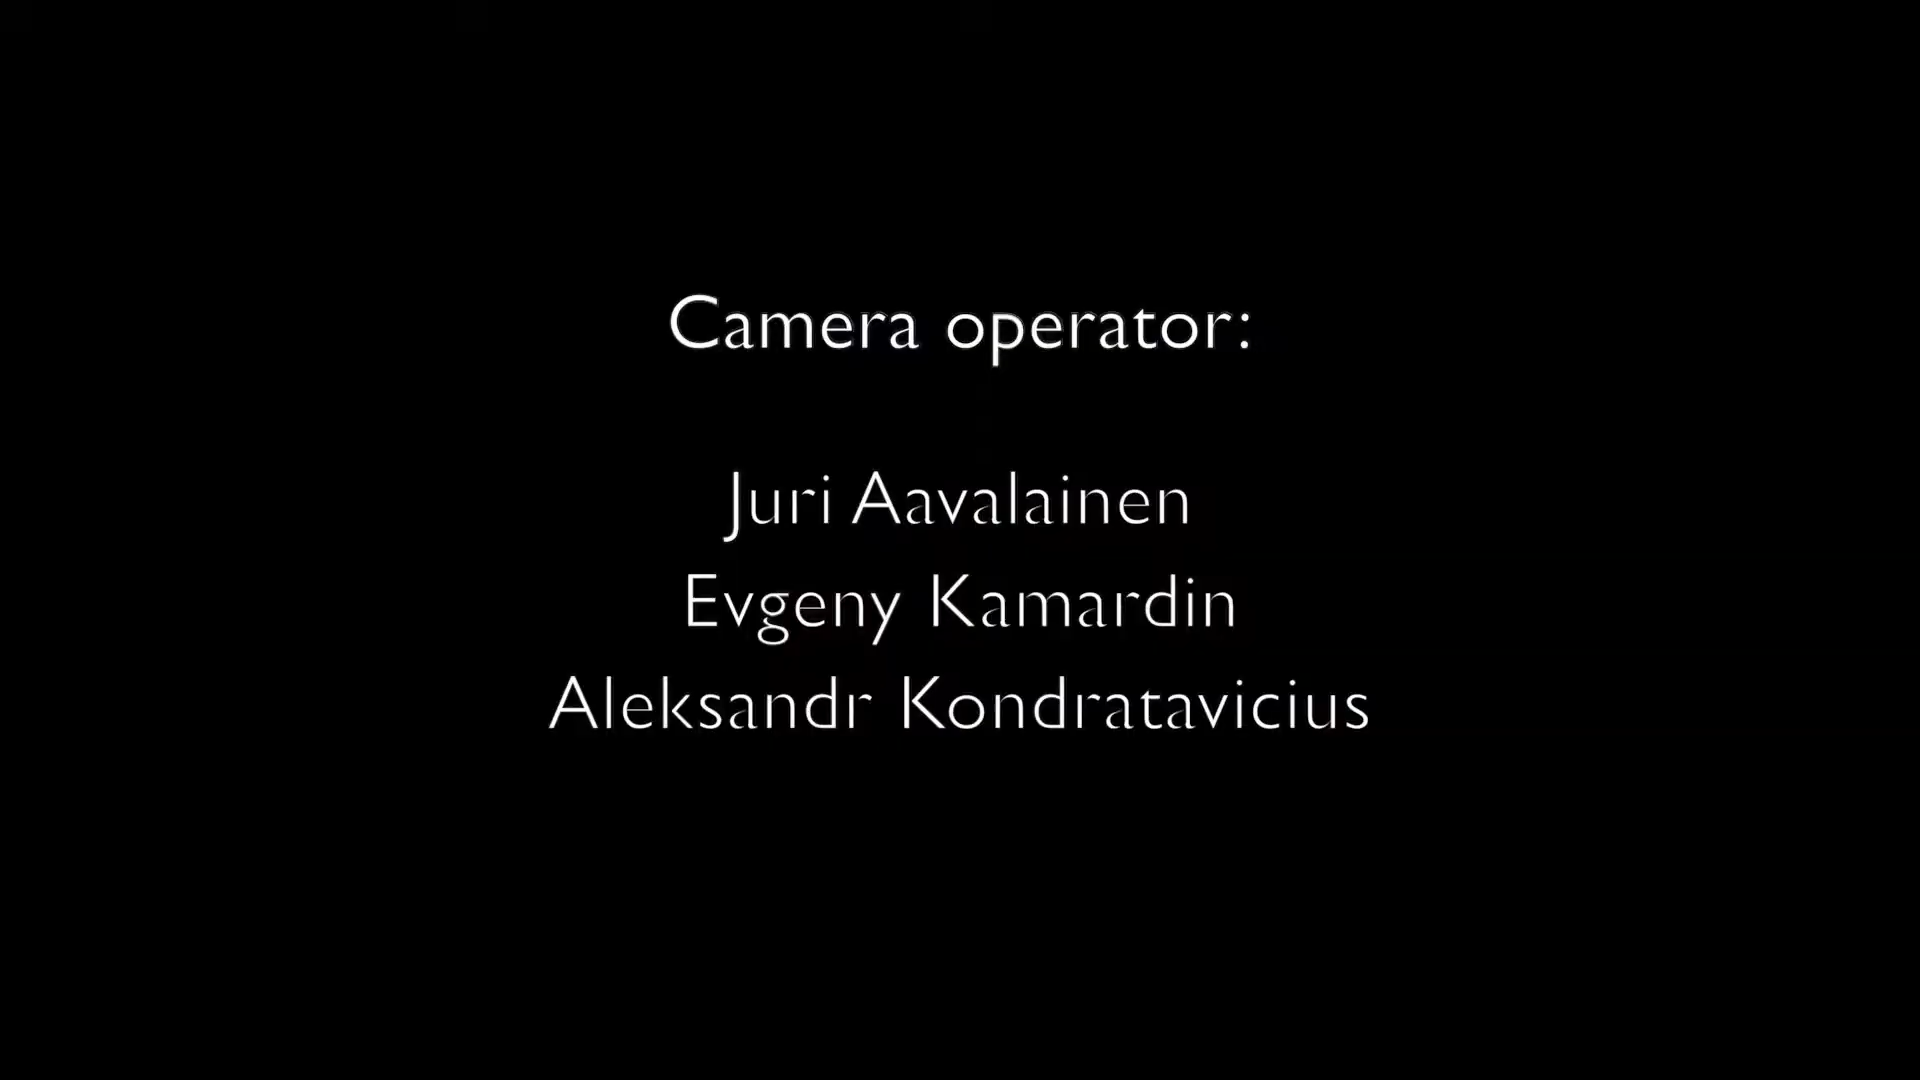 Camera operator:
Juri Aavalainen
Evgeny Kamardin
Aleksandr Kondratavicius